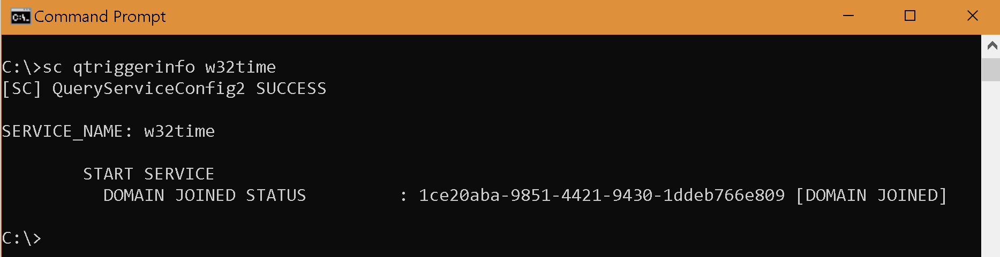 Command Prompt
C:\>sc qtriggerinfo w32time
[SC] QueryServiceConfig2 SUCCESS
SERVICE_NAME: w32time
START SERVICE
DOMAIN JOINED STATUS : 1ce20aba-9851-4421-9430-1ddeb766e809 [DOMAIN JOINED]
C:\>